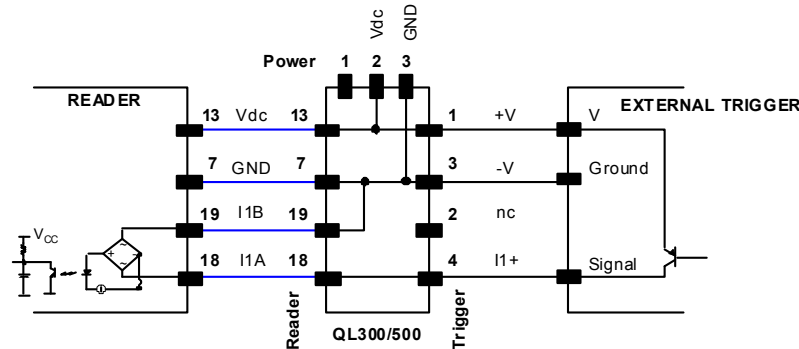 Vdc
GND
Power 1 2 3
READER
EXTERNAL TRIGGER
13 Vdc 13 1 +V V
7 GND 7 3 -V Ground
19 I1B 19 2 nc
VCC
18 I1A 18 4 I1+ Signal
Reader
QL300/500
Trigger